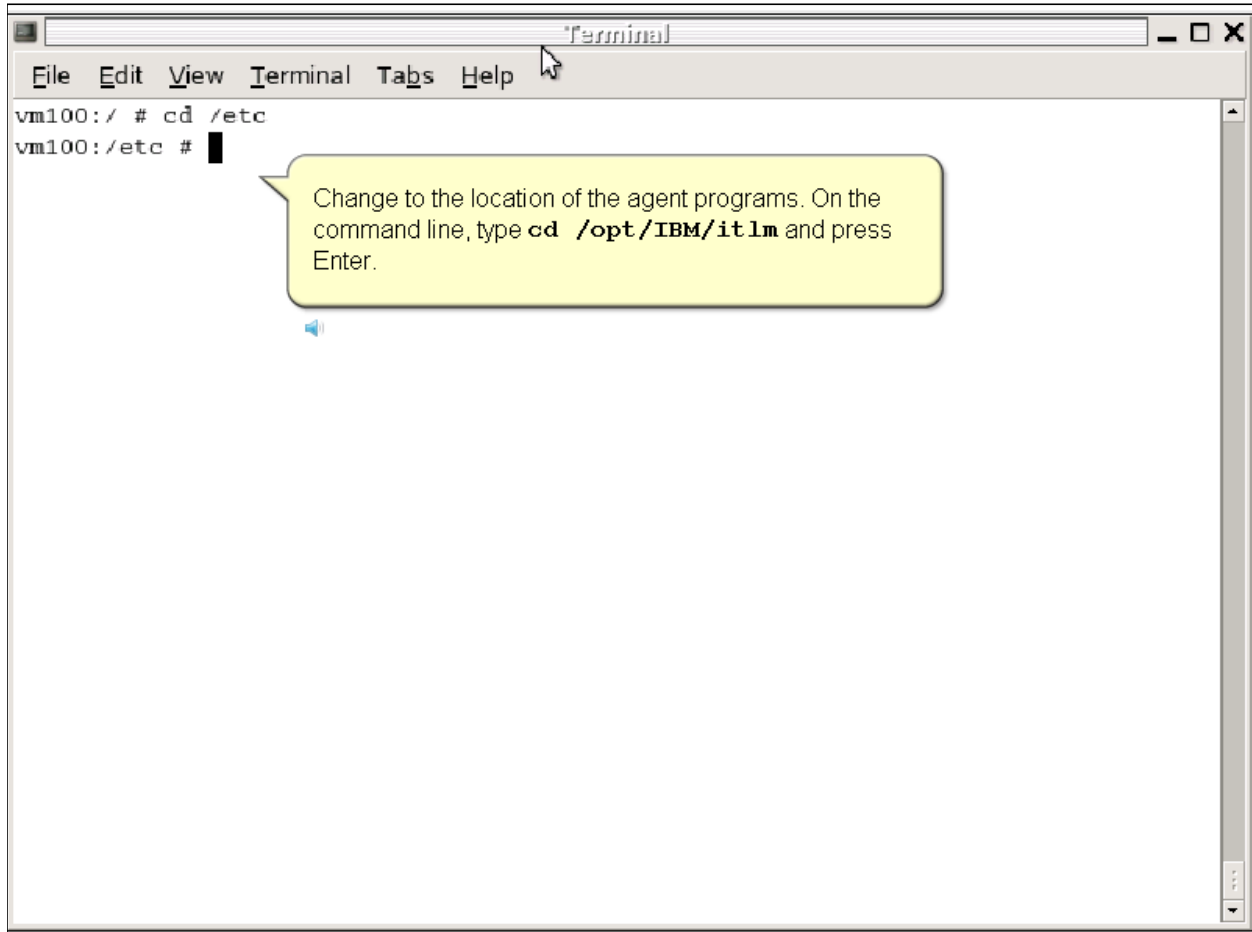 Terminal
File Edit View Terminal Tabs Help
vm100:/ # cd /etc
vm100:/etc #
Change to the location of the agent programs. On the
command line, type cd /opt/IBM/itlm and press
Enter.